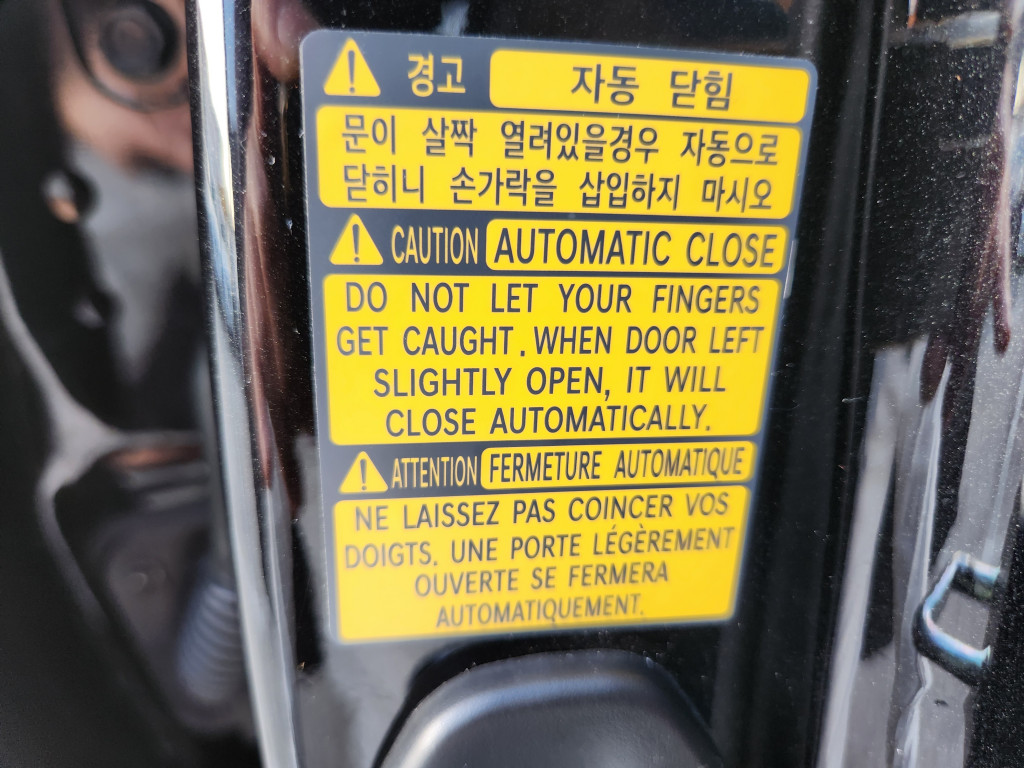 경고 자동 닫힘
문이 살짝 열려있을경우 자동으로
닫히니 손가락을 삽입하지 마시오
CAUTION AUTOMATIC CLOSE
DO NOT LET YOUR FINGERS
GET CAUGHT. WHEN DOOR LEFT
SLIGHTLY OPEN, IT WILL
CLOSE AUTOMATICALLY.
ATTENTION FERMETURE AUTOMATIQUE
NE LAISSEZ PAS COINCER VOS
DOIGTS. UNE PORTE LÉGÈREMENT
OUVERTE SE FERMERA
AUTOMATIQUEMENT.